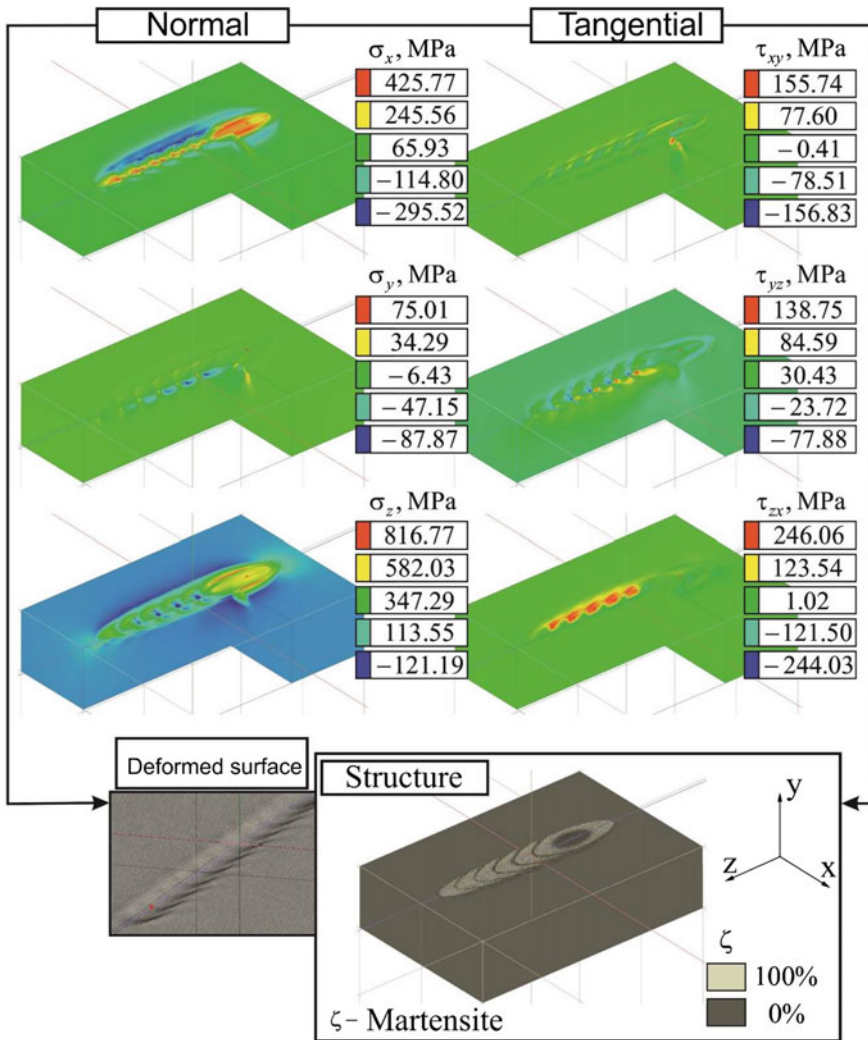 Normal
Tangential
σx, MPa
425.77
245.56
65.93
−114.80
−295.52
τxy, MPa
155.74
77.60
−0.41
−78.51
−156.83
σy, MPa
75.01
34.29
−6.43
−47.15
−87.87
τyz, MPa
138.75
84.59
30.43
−23.72
−77.88
σz, MPa
816.77
582.03
347.29
113.55
−121.19
τzx, MPa
246.06
123.54
1.02
−121.50
−244.03
Deformed surface
Structure
y
z
x
ζ
100%
0%
ζ – Martensite